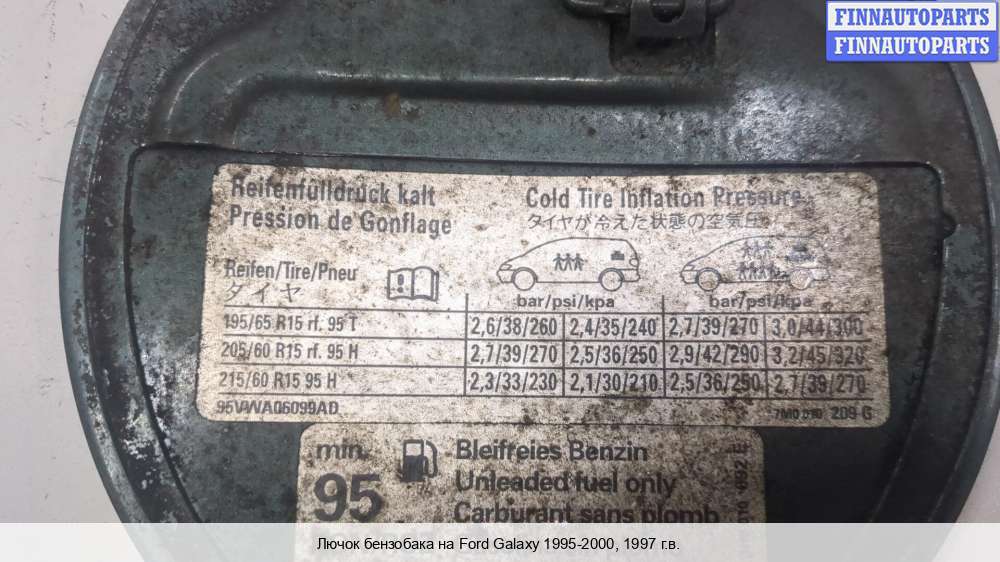 FINNAUTOPARTS
FINNAUTOPARTS
Reifenfülldruck kalt
Pression de Gonflage
Cold Tire Inflation Pressure
タイヤが冷えた状態の空気圧
Reifen/Tire/Pneu
タイヤ
bar/psi/kpa
bar/psi/kpa
195/65 R15 rf. 95 T 2,6/38/260 2,4/35/240 2,7/39/270 3,0/44/300
205/60 R15 rf. 95 H 2,7/39/270 2,5/36/250 2,9/42/290 3,2/45/320
215/60 R15 95 H 2,3/33/230 2,1/30/210 2,5/36/250 2,7/39/270
95VWA06099AD 209 G
min.
95
Bleifreies Benzin
Unleaded fuel only
Carburant sans plomb
Лючок бензобака на Ford Galaxy 1995-2000, 1997 г.в.